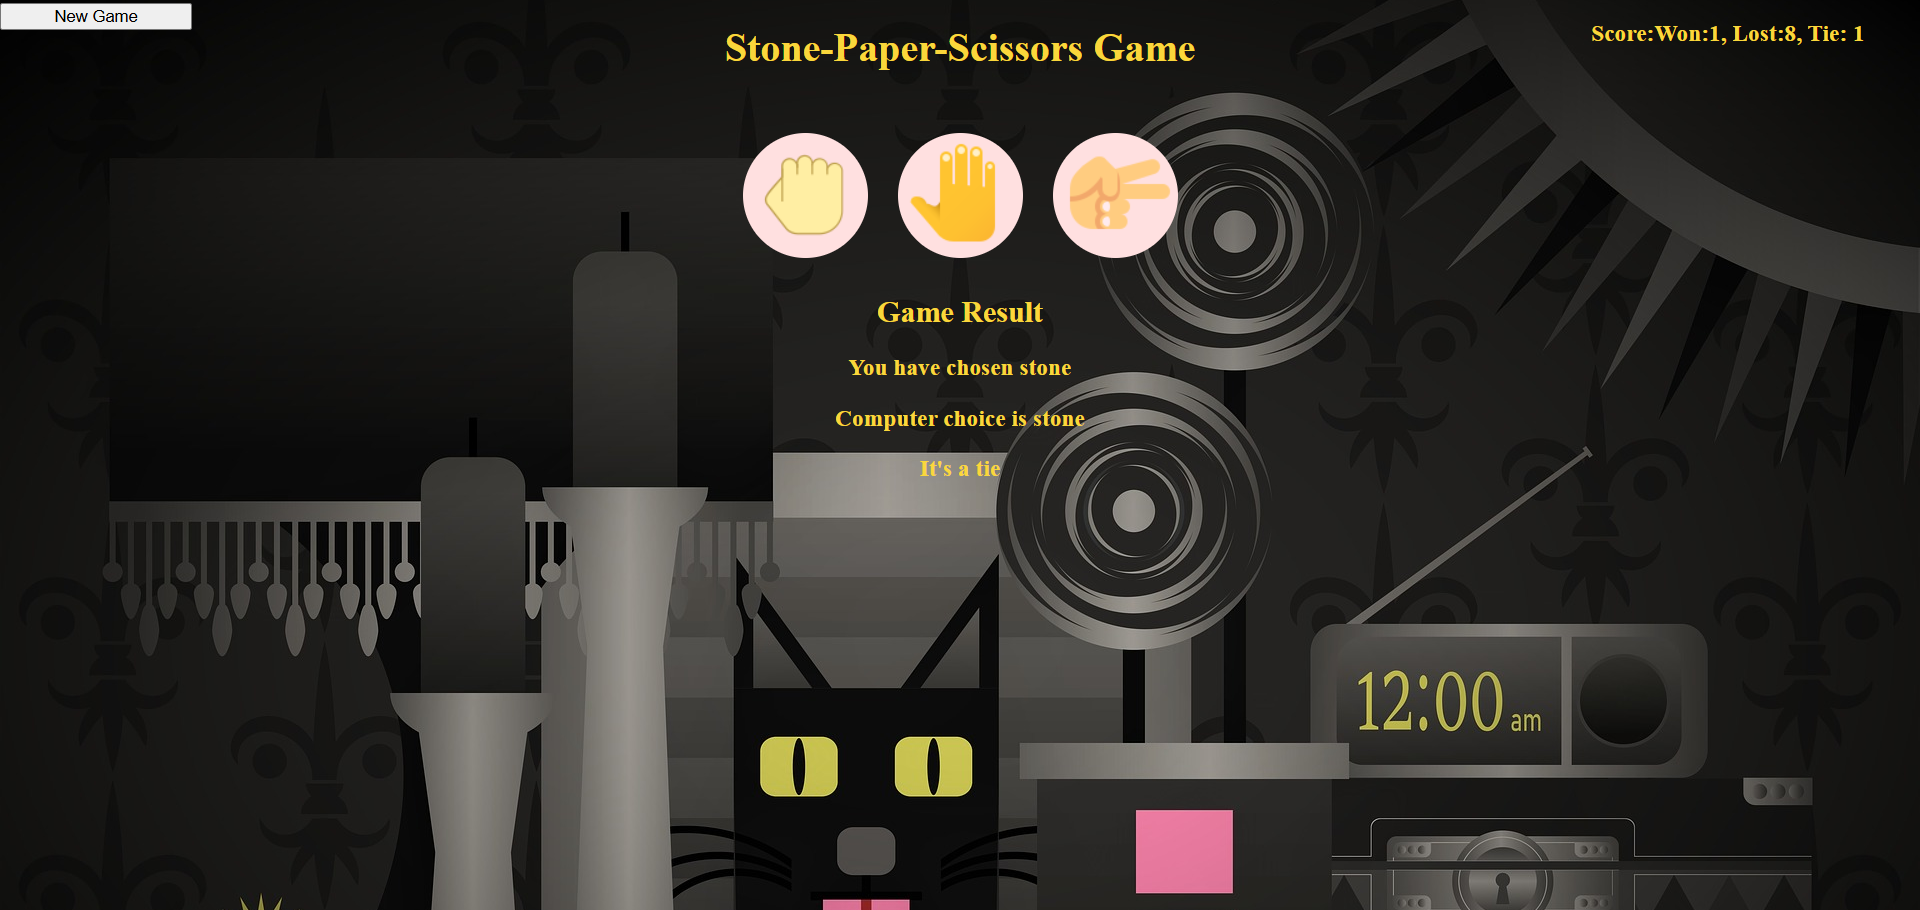 New Game
Stone-Paper-Scissors Game
Score:Won:1, Lost:8, Tie: 1
Game Result
You have chosen stone
Computer choice is stone
It's a tie
12:00 am